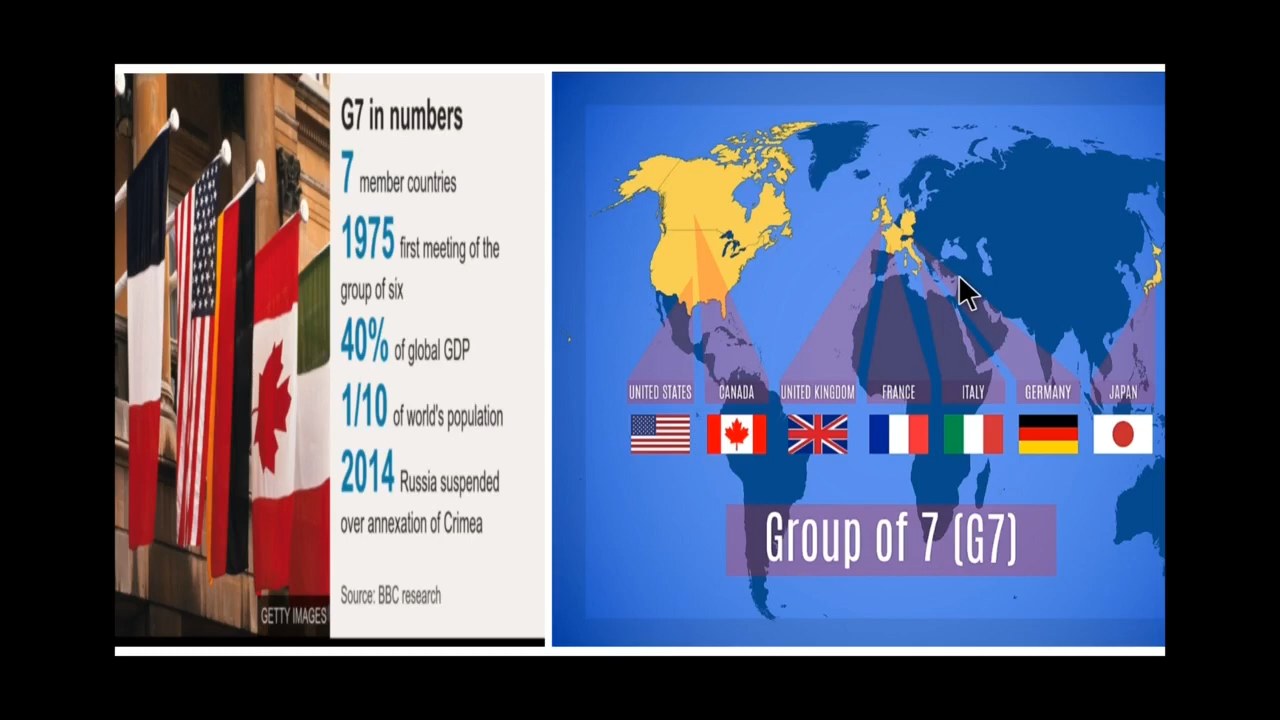 G7 in numbers
7 member countries
1975 first meeting of the
group of six
40% of global GDP
1/10 of world's population
2014 Russia suspended
over annexation of Crimea
Source: BBC research
GETTY IMAGES
UNITED STATES
CANADA
UNITED KINGDOM
FRANCE
ITALY
GERMANY
JAPAN
Group of 7 (G7)